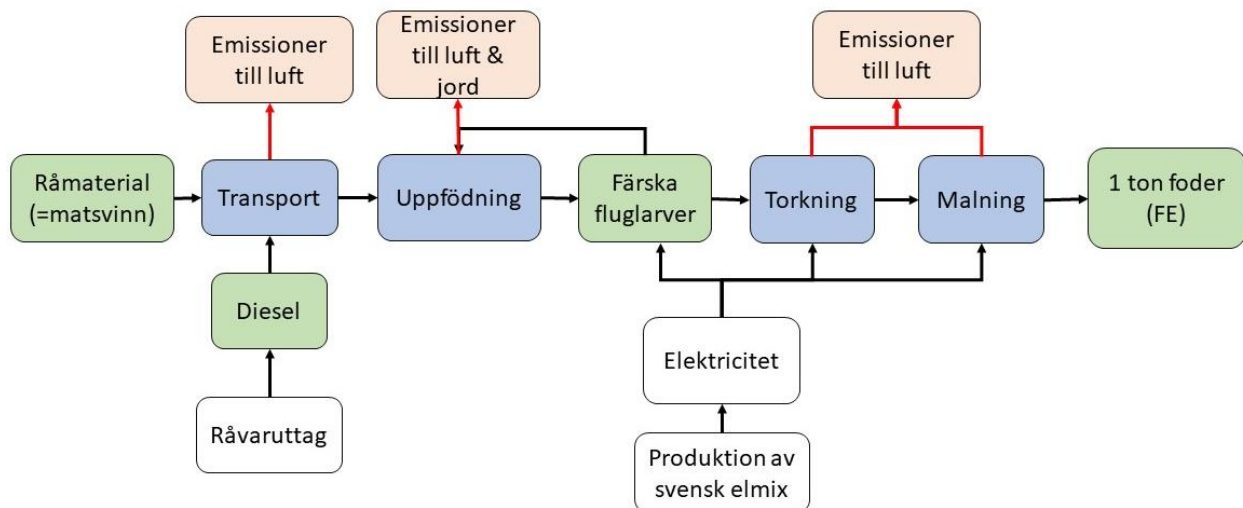 Emissioner
till luft
Emissioner
till luft &
jord
Emissioner
till luft
Råmaterial
(=matsvinn)
Transport
Uppfödning
Färska
fluglarver
Torkning
Malning
1 ton foder
(FE)
Diesel
Elektricitet
Råvaruttag
Produktion av
svensk elmix